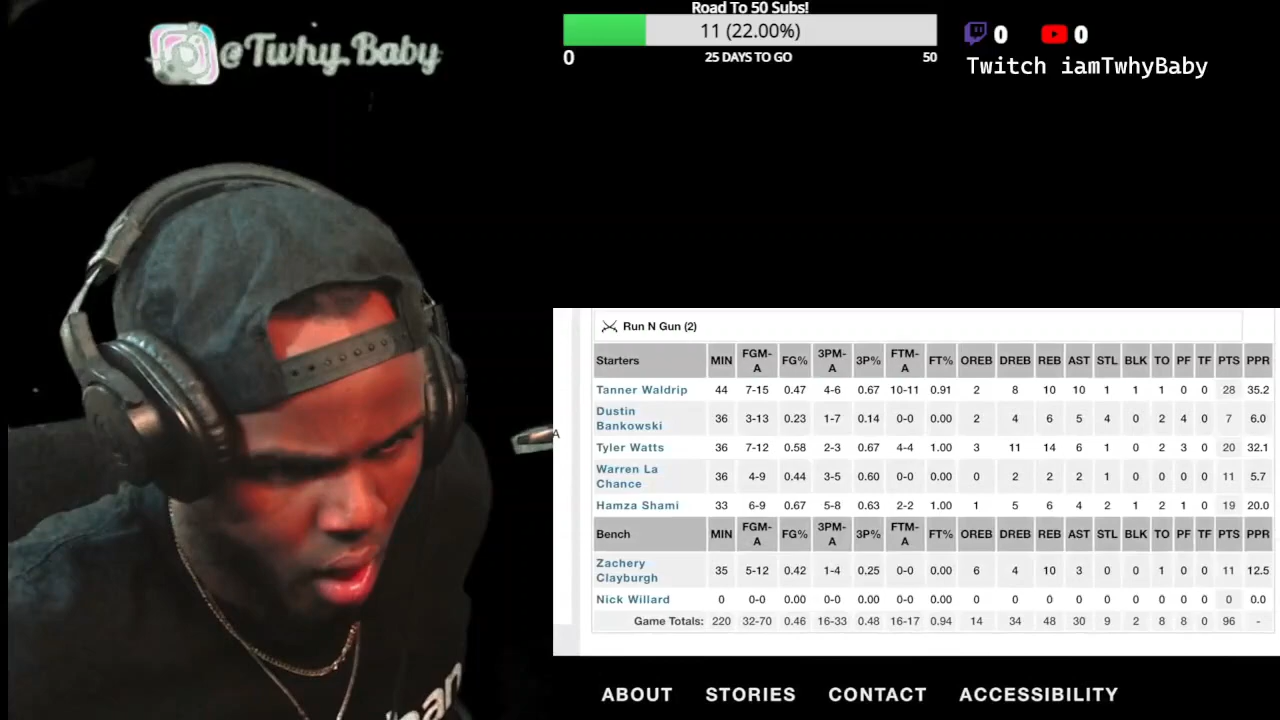 @Twhy.Baby
Road To 50 Subs!
11 (22.00%)
0 25 DAYS TO GO 50
0 0
Twitch iamTwhyBaby
Run N Gun (2)
Starters MIN FGM-A FG% 3PM-A 3P% FTM-A FT% OREB DREB REB AST STL BLK TO PF TF PTS PPR
Tanner Waldrip 44 7-15 0.47 4-6 0.67 10-11 0.91 2 8 10 10 1 1 1 0 0 28 35.2
Dustin Bankowski 36 3-13 0.23 1-7 0.14 0-0 0.00 2 4 6 5 4 0 2 4 0 7 6.0
Tyler Watts 36 7-12 0.58 2-3 0.67 4-4 1.00 3 11 14 6 1 0 2 3 0 20 32.1
Warren La Chance 36 4-9 0.44 3-5 0.60 0-0 0.00 0 2 2 2 1 0 0 0 0 11 5.7
Hamza Shami 33 6-9 0.67 5-8 0.63 2-2 1.00 1 5 6 4 2 1 2 1 0 19 20.0
Bench MIN FGM-A FG% 3PM-A 3P% FTM-A FT% OREB DREB REB AST STL BLK TO PF TF PTS PPR
Zachery Clayburgh 35 5-12 0.42 1-4 0.25 0-0 0.00 6 4 10 3 0 0 1 0 0 11 12.5
Nick Willard 0 0-0 0.00 0-0 0.00 0-0 0.00 0 0 0 0 0 0 0 0 0 0 0.0
Game Totals: 220 32-70 0.46 16-33 0.48 16-17 0.94 14 34 48 30 9 2 8 8 0 96 -
ABOUT STORIES CONTACT ACCESSIBILITY